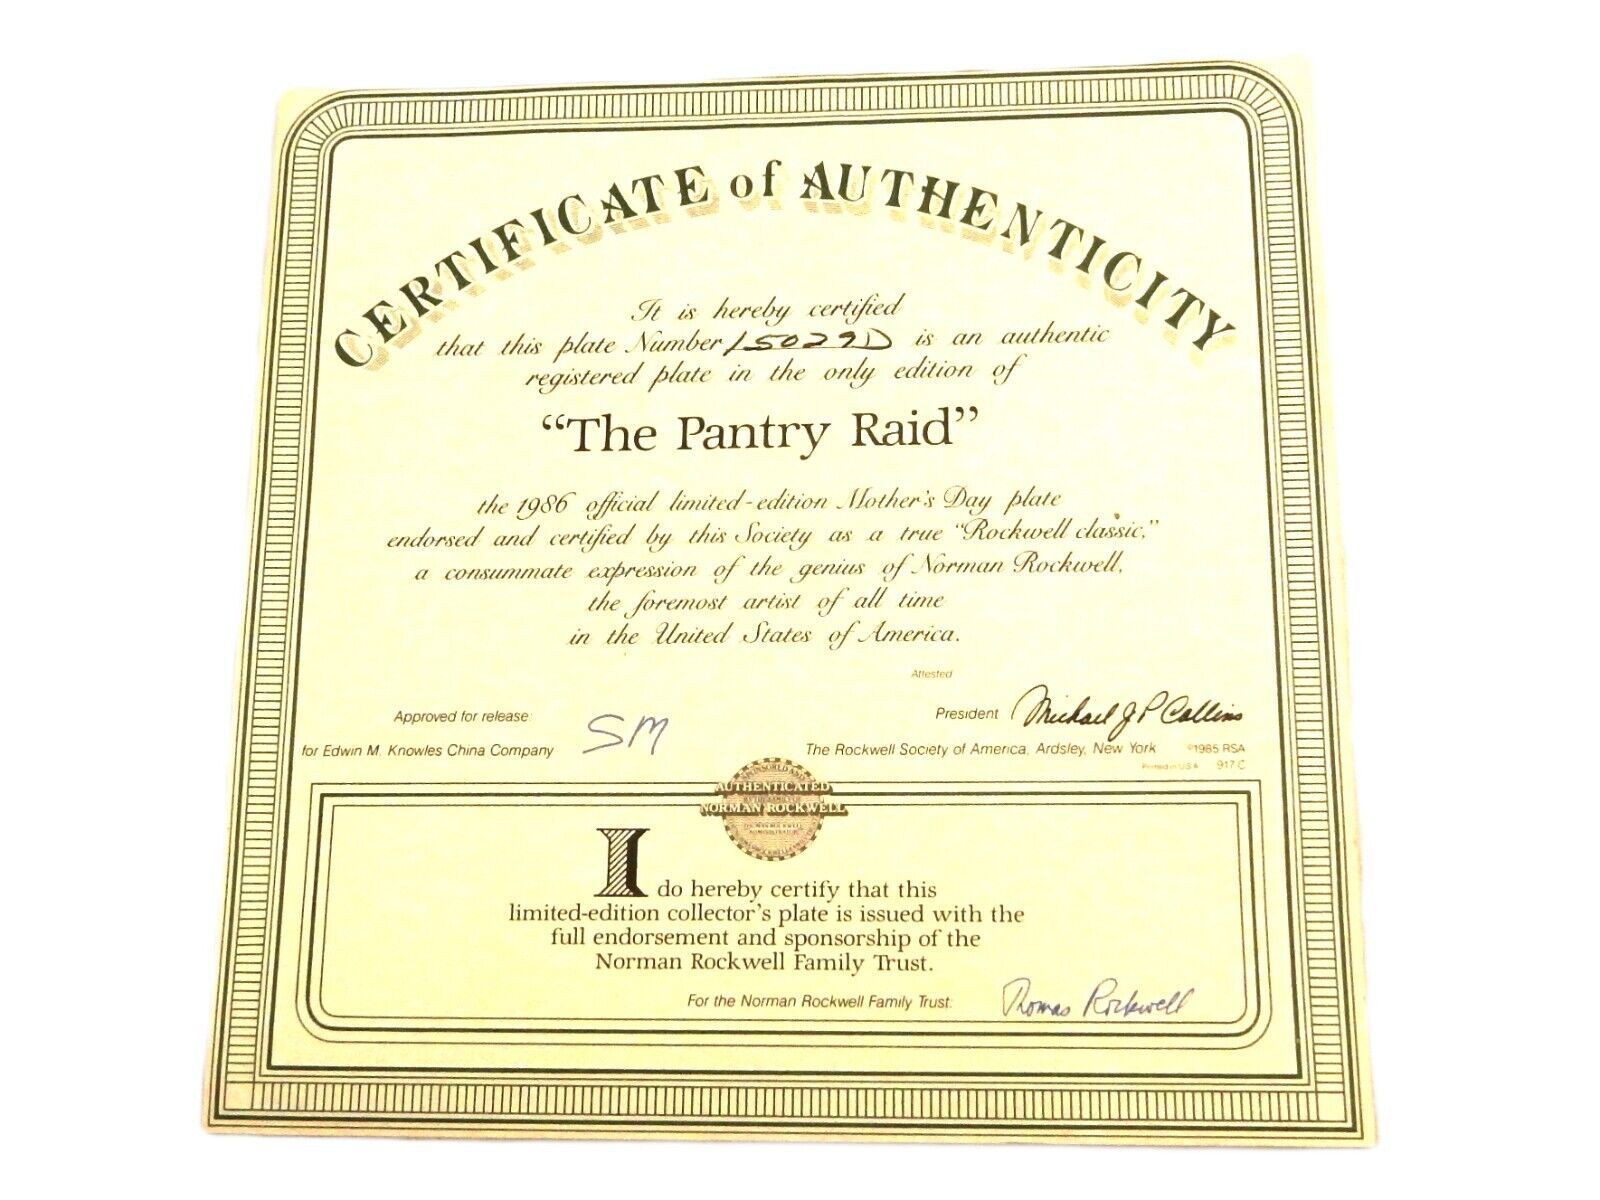 CERTIFICATE of AUTHENTICITY
It is hereby certified
that this plate Number 15029D is an authentic
registered plate in the only edition of
“The Pantry Raid”
the 1986 official limited-edition Mother's Day plate
endorsed and certified by this Society as a true “Rockwell classic,”
a consummate expression of the genius of Norman Rockwell,
the foremost artist of all time
in the United States of America.
Attested
Approved for release: SM
President Michael J P Collins
for Edwin M. Knowles China Company
The Rockwell Society of America, Ardsley, New York ©1985 RSA
Printed in U.S.A. 917 C
AUTHENTICATED
NORMAN ROCKWELL
I do hereby certify that this
limited-edition collector's plate is issued with the
full endorsement and sponsorship of the
Norman Rockwell Family Trust.
For the Norman Rockwell Family Trust: Thomas Rockwell